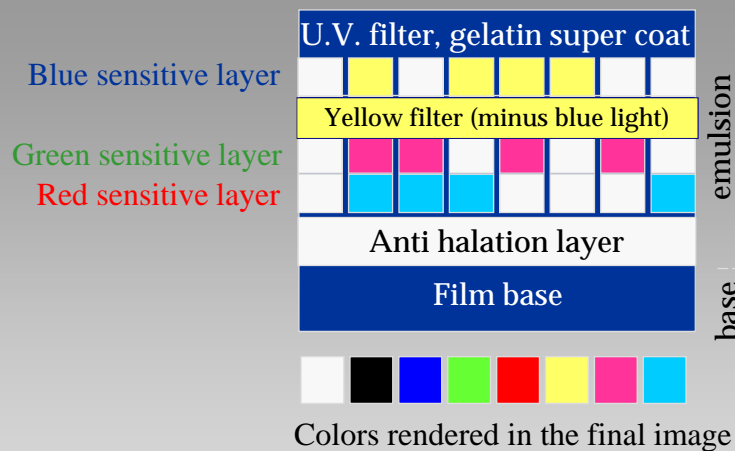 U.V. filter, gelatin super coat
Blue sensitive layer
Yellow filter (minus blue light)
Green sensitive layer
Red sensitive layer
Anti halation layer
Film base
emulsion
base
Colors rendered in the final image